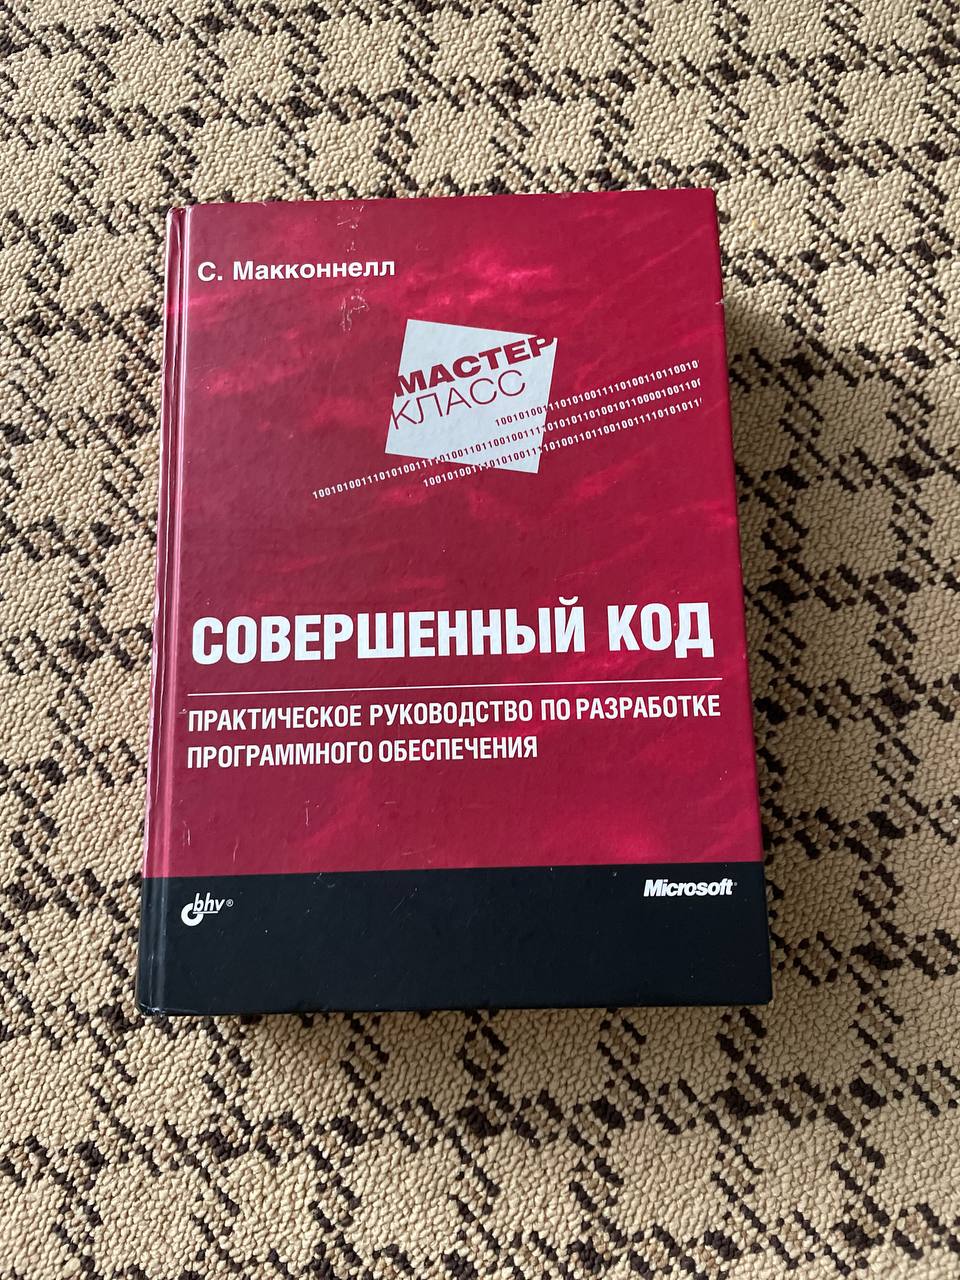 С. Макконнелл
МАСТЕР
КЛАСС
СОВЕРШЕННЫЙ КОД
ПРАКТИЧЕСКОЕ РУКОВОДСТВО ПО РАЗРАБОТКЕ
ПРОГРАММНОГО ОБЕСПЕЧЕНИЯ
bhv®
Microsoft®